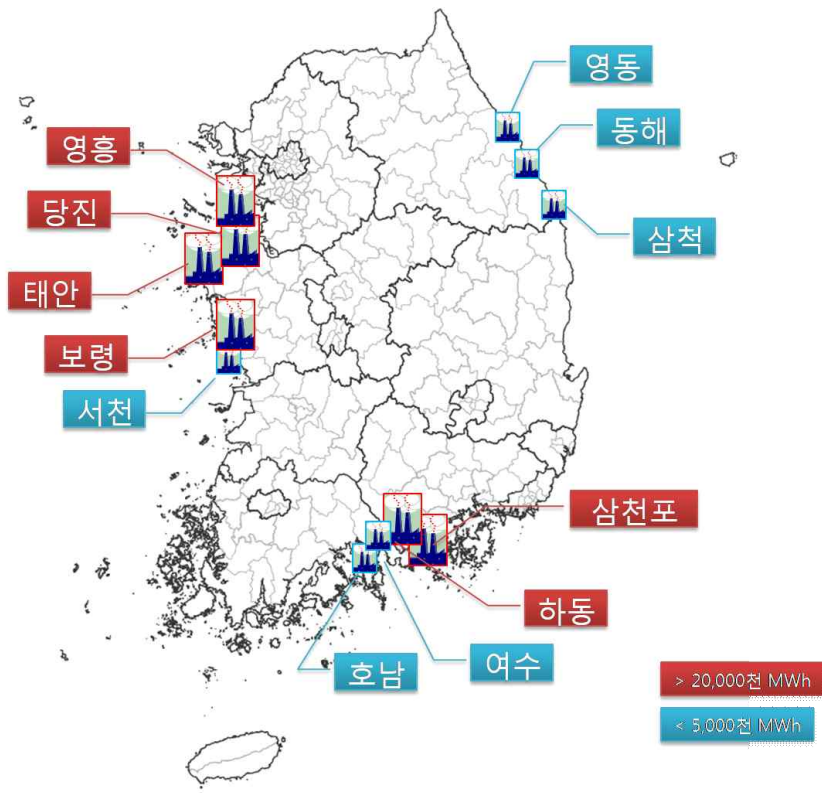 영동
동해
영흥
당진
삼척
태안
보령
서천
삼천포
하동
여수
호남
> 20,000천 MWh
< 5,000천 MWh